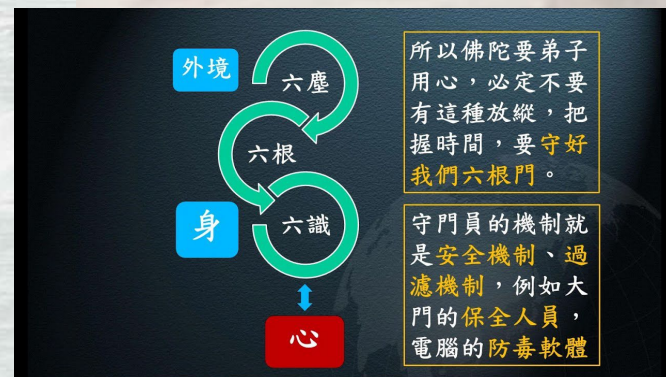 外境
六塵
六根
身
六識
心
所以佛陀要弟子
用心，必定不要
有這種放縱，把
握時間，要守好
我們六根門。
守門員的機制就
是安全機制、過
濾機制，例如大
門的保全人員，
電腦的防毒軟體